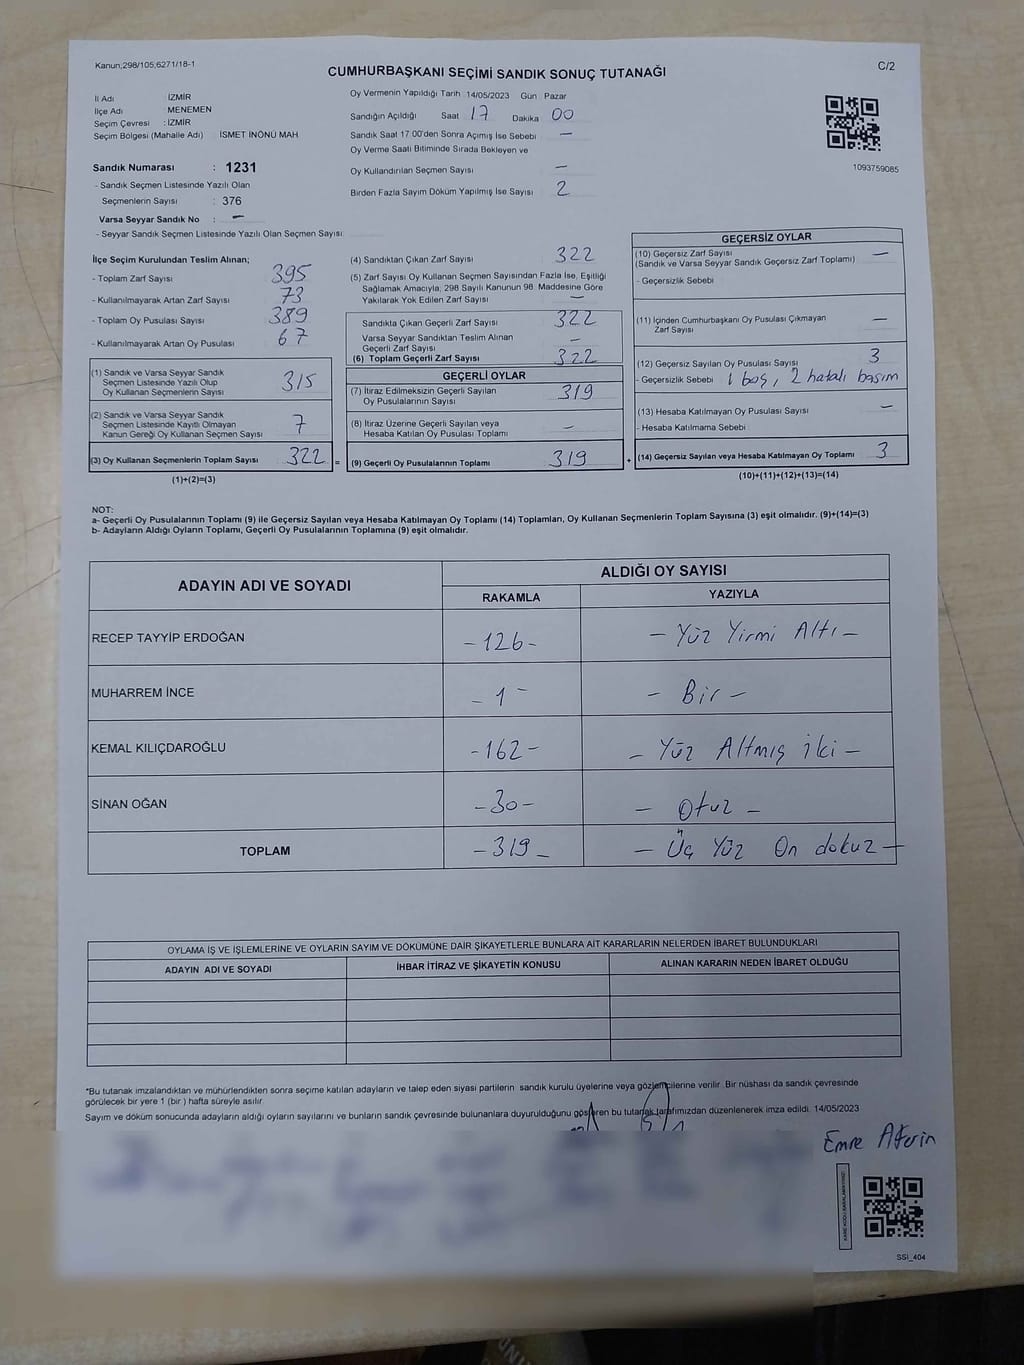 Kanun;298/105;6271/18-1
C/2
CUMHURBAŞKANI SEÇİMİ SANDIK SONUÇ TUTANAĞI
İl Adı : İZMİR
İlçe Adı : MENEMEN
Seçim Çevresi : İZMİR
Seçim Bölgesi (Mahalle Adı) : İSMET İNÖNÜ MAH
Sandık Numarası : 1231
- Sandık Seçmen Listesinde Yazılı Olan
Seçmenlerin Sayısı : 376
Varsa Seyyar Sandık No : —
- Seyyar Sandık Seçmen Listesinde Yazılı Olan Seçmen Sayısı:
Oy Vermenin Yapıldığı Tarih 14/05/2023 Gün Pazar
Sandığın Açıldığı Saat 17 Dakika 00
Sandık Saat 17:00'den Sonra Açımış İse Sebebi —
Oy Verme Saati Bitiminde Sırada Bekleyen ve
Oy Kullandırılan Seçmen Sayısı —
Birden Fazla Sayım Döküm Yapılmış İse Sayısı 2
1093759085
İlçe Seçim Kurulundan Teslim Alınan;
- Toplam Zarf Sayısı 395
- Kullanılmayarak Artan Zarf Sayısı 73
- Toplam Oy Pusulası Sayısı 389
- Kullanılmayarak Artan Oy Pusulası 67
(1) Sandık ve Varsa Seyyar Sandık
Seçmen Listesinde Yazılı Olup
Oy Kullanan Seçmenlerin Sayısı 315
(2) Sandık ve Varsa Seyyar Sandık
Seçmen Listesinde Kayıtlı Olmayan
Kanun Gereği Oy Kullanan Seçmen Sayısı 7
(3) Oy Kullanan Seçmenlerin Toplam Sayısı 322
(1)+(2)=(3)
(4) Sandıktan Çıkan Zarf Sayısı 322
(5) Zarf Sayısı Oy Kullanan Seçmen Sayısından Fazla İse, Eşitliği
Sağlamak Amacıyla; 298 Sayılı Kanunun 98. Maddesine Göre
Yakılarak Yok Edilen Zarf Sayısı —
Sandıkta Çıkan Geçerli Zarf Sayısı 322
Varsa Seyyar Sandıktan Teslim Alınan
Geçerli Zarf Sayısı —
(6) Toplam Geçerli Zarf Sayısı 322
GEÇERLİ OYLAR
(7) İtiraz Edilmeksizin Geçerli Sayılan
Oy Pusulalarının Sayısı 319
(8) İtiraz Üzerine Geçerli Sayılan veya
Hesaba Katılan Oy Pusulası Toplamı —
= (9) Geçerli Oy Pusulalarının Toplamı 319
GEÇERSİZ OYLAR
(10) Geçersiz Zarf Sayısı —
(Sandık ve Varsa Seyyar Sandık Geçersiz Zarf Toplamı)
- Geçersizlik Sebebi
(11) İçinden Cumhurbaşkanı Oy Pusulası Çıkmayan
Zarf Sayısı —
(12) Geçersiz Sayılan Oy Pusulası Sayısı 3
- Geçersizlik Sebebi 1 boş, 2 hatalı basım
(13) Hesaba Katılmayan Oy Pusulası Sayısı —
- Hesaba Katılmama Sebebi
+ (14) Geçersiz Sayılan veya Hesaba Katılmayan Oy Toplamı 3
(10)+(11)+(12)+(13)=(14)
NOT:
a- Geçerli Oy Pusulalarının Toplamı (9) ile Geçersiz Sayılan veya Hesaba Katılmayan Oy Toplamı (14) Toplamları, Oy Kullanan Seçmenlerin Toplam Sayısına (3) eşit olmalıdır. (9)+(14)=(3)
b- Adayların Aldığı Oyların Toplamı, Geçerli Oy Pusulalarının Toplamına (9) eşit olmalıdır.
ADAYIN ADI VE SOYADI
ALDIĞI OY SAYISI
RAKAMLA YAZIYLA
RECEP TAYYİP ERDOĞAN -126- - Yüz Yirmi Altı -
MUHARREM İNCE - 1 - - Bir -
KEMAL KILIÇDAROĞLU -162- - Yüz Altmış İki -
SİNAN OĞAN -30- - Otuz -
TOPLAM -319- - Üç Yüz On dokuz -
OYLAMA İŞ VE İŞLEMLERİNE VE OYLARIN SAYIM VE DÖKÜMÜNE DAİR ŞİKAYETLERLE BUNLARA AİT KARARLARIN NELERDEN İBARET BULUNDUKLARI
ADAYIN ADI VE SOYADI İHBAR İTİRAZ VE ŞİKAYETİN KONUSU ALINAN KARARIN NEDEN İBARET OLDUĞU
*Bu tutanak imzalandıktan ve mühürlendikten sonra seçime katılan adayların ve talep eden siyasi partilerin sandık kurulu üyelerine veya gözlemcilerine verilir. Bir nüshası da sandık çevresinde
görülecek bir yere 1 (bir) hafta süreyle asılır.
Sayım ve döküm sonucunda adayların aldığı oyların sayılarını ve bunların sandık çevresinde bulunanlara duyurulduğunu gösteren bu tutanak tarafımızdan düzenlenerek imza edildi. 14/05/2023
Emre
SSİ_404